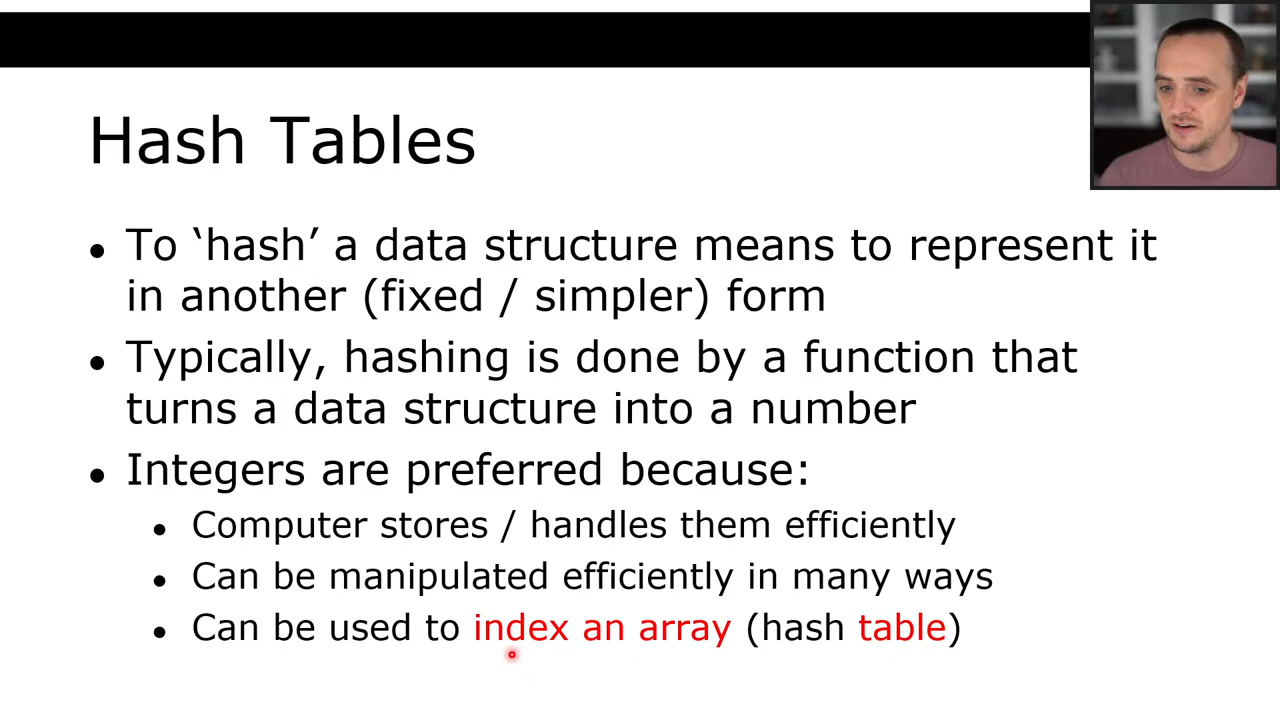 Hash Tables
● To ‘hash’ a data structure means to represent it
in another (fixed / simpler) form
● Typically, hashing is done by a function that
turns a data structure into a number
● Integers are preferred because:
● Computer stores / handles them efficiently
● Can be manipulated efficiently in many ways
● Can be used to index an array (hash table)